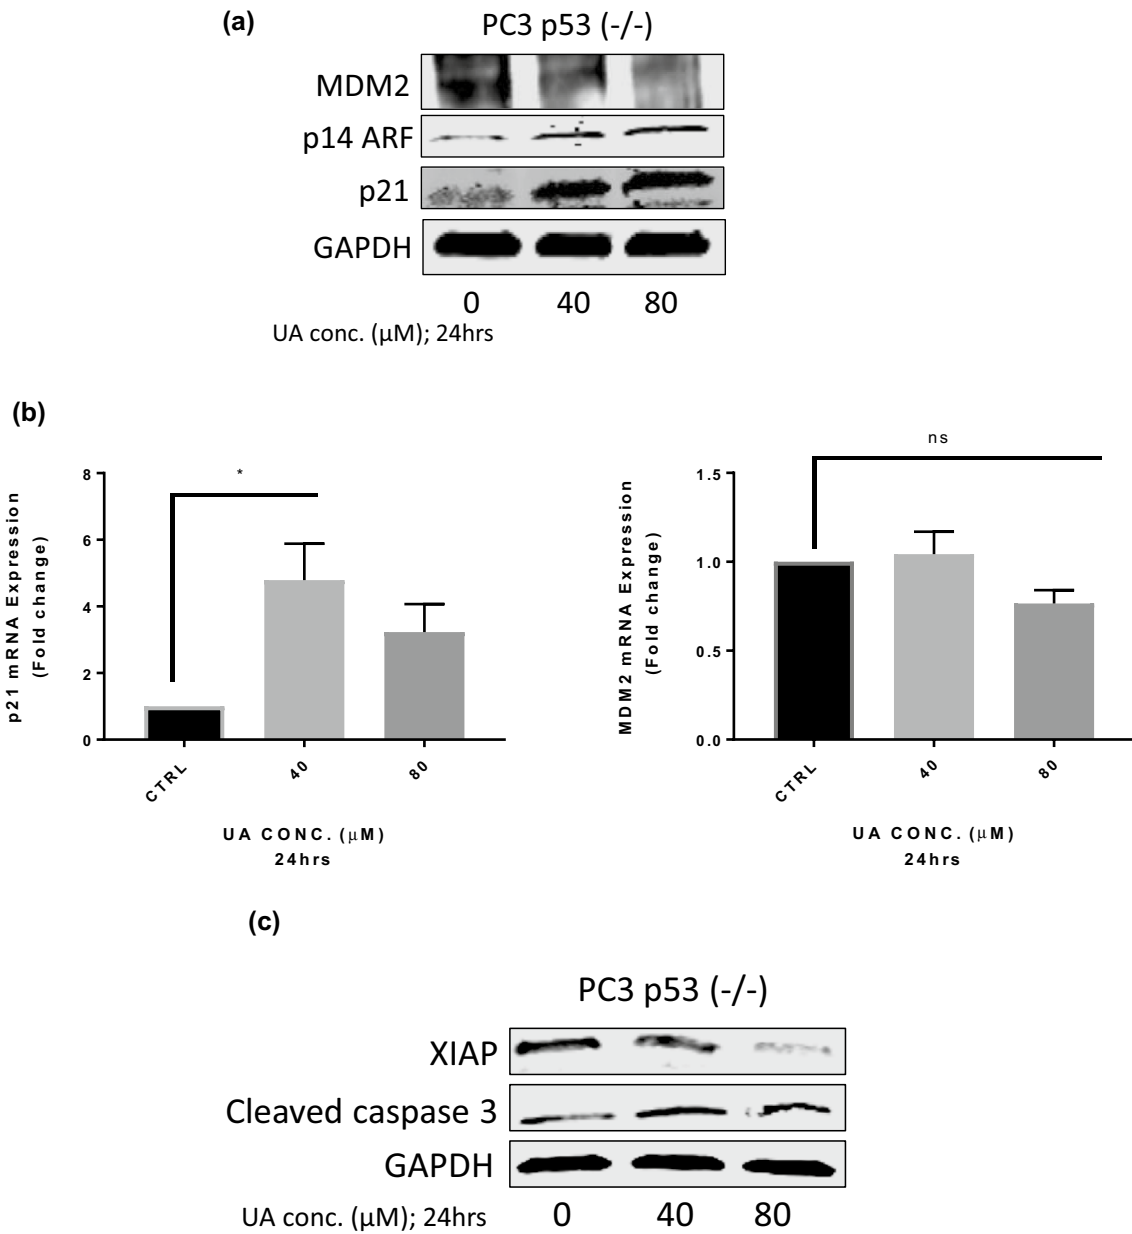 (a)
PC3 p53 (-/-)
MDM2
p14 ARF
p21
GAPDH
0 40 80
UA conc. (μM); 24hrs
(b)
p21 mRNA Expression
(Fold change)
*
8
6
4
2
0
CTRL 40 80
UA CONC. (μM)
24hrs
MDM2 mRNA Expression
(Fold change)
ns
1.5
1.0
0.5
0.0
CTRL 40 80
UA CONC. (μM)
24hrs
(c)
PC3 p53 (-/-)
XIAP
Cleaved caspase 3
GAPDH
UA conc. (μM); 24hrs 0 40 80